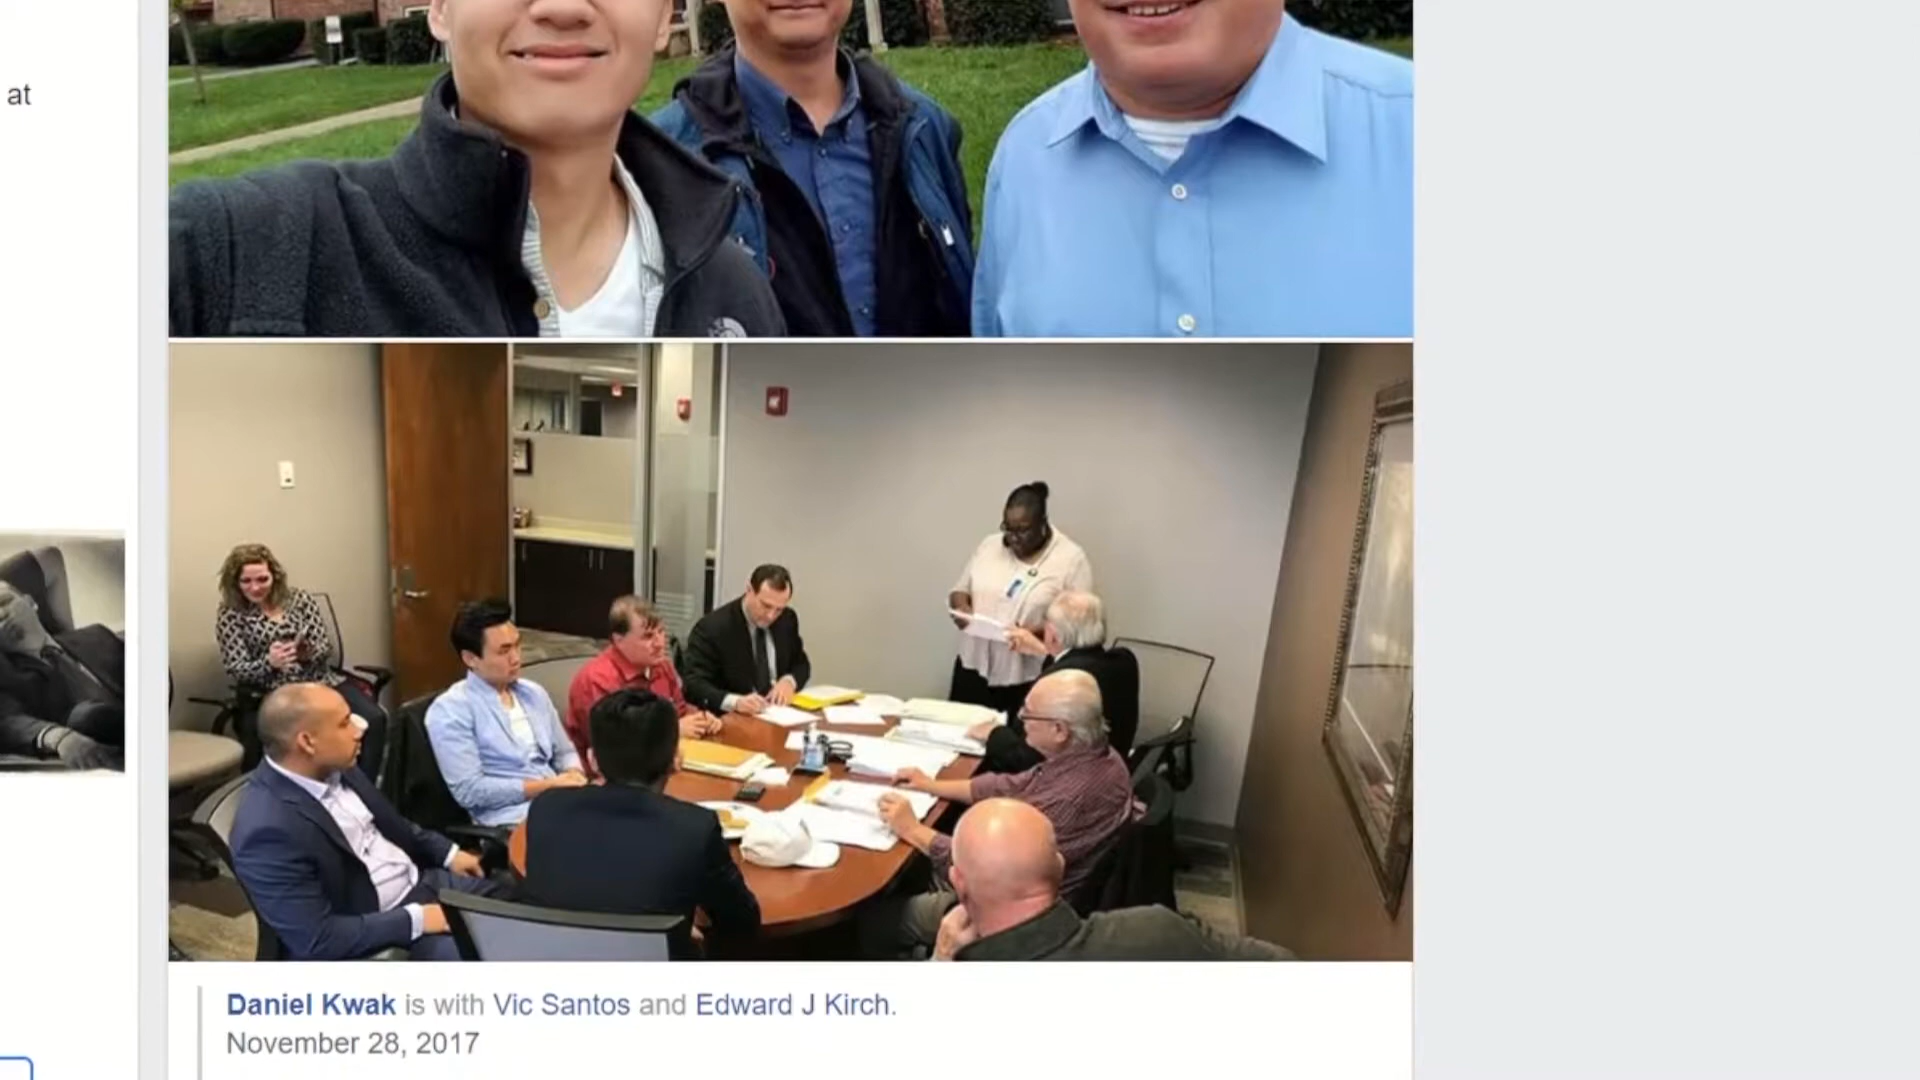 at
Daniel Kwak is with Vic Santos and Edward J Kirch.
November 28, 2017